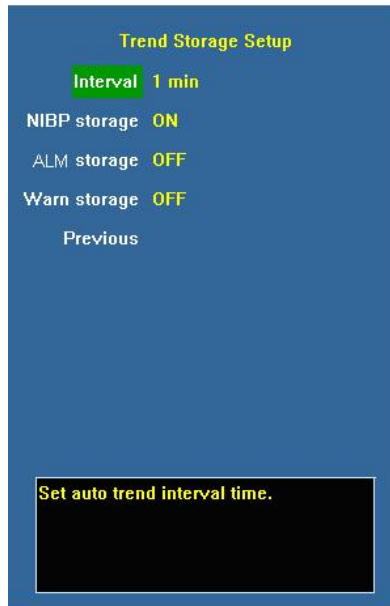 Trend Storage Setup
Interval 1 min
NIBP storage ON
ALM storage OFF
Warn storage OFF
Previous
Set auto trend interval time.